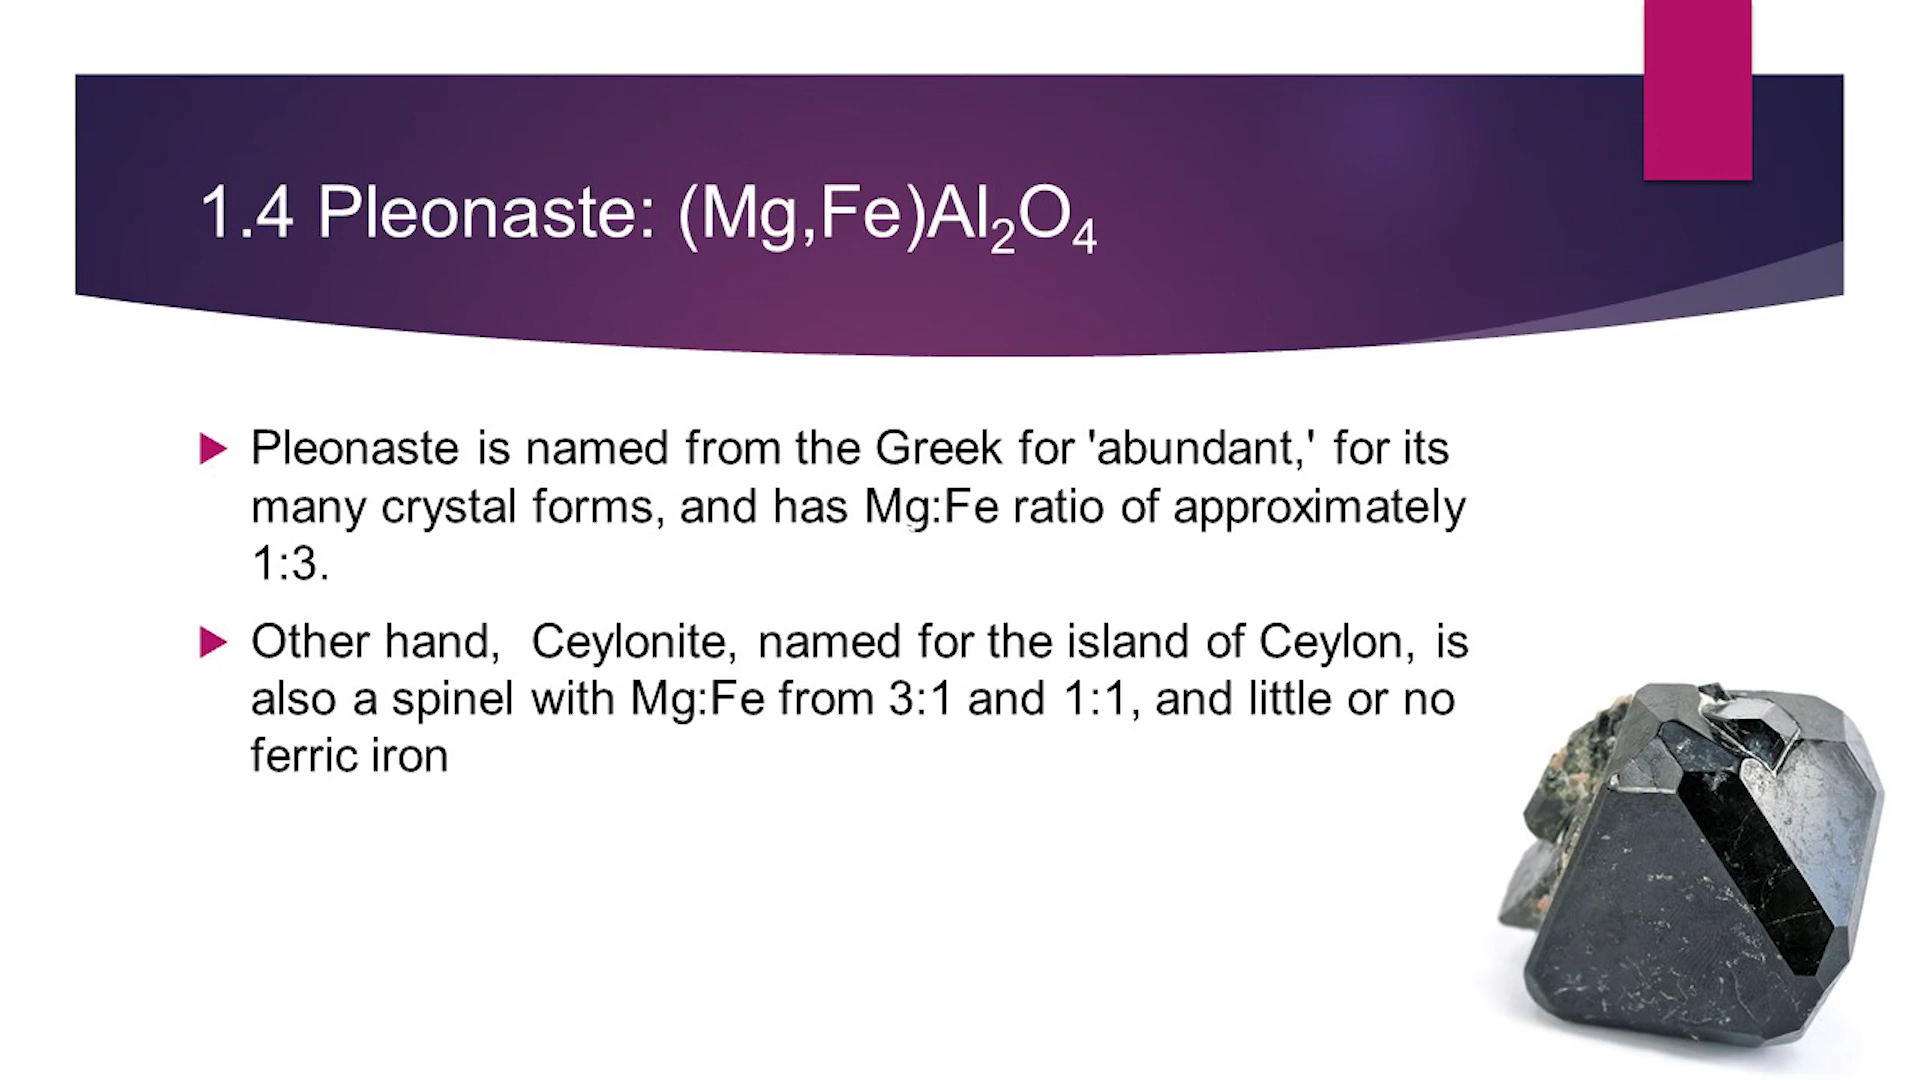 1.4 Pleonaste: (Mg,Fe)Al₂O₄
Pleonaste is named from the Greek for 'abundant,' for its
many crystal forms, and has Mg:Fe ratio of approximately
1:3.
Other hand, Ceylonite, named for the island of Ceylon, is
also a spinel with Mg:Fe from 3:1 and 1:1, and little or no
ferric iron